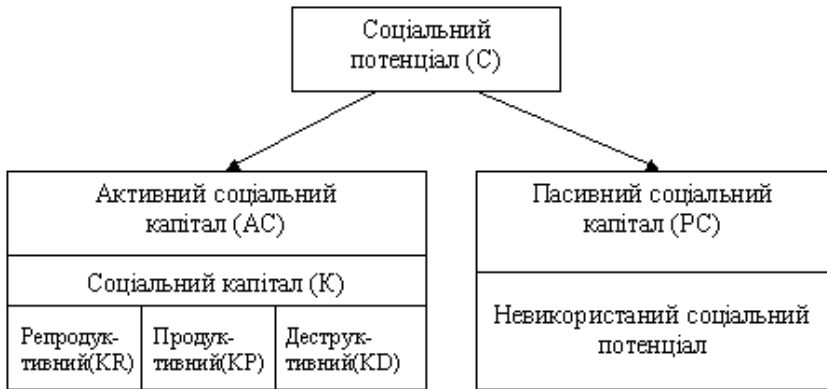 Соціальний
потенціал (С)
Активний соціальний
капітал (АС)
Соціальний капітал (К)
Репродук-
тивний(KR)
Продук-
тивний(KP)
Деструк-
тивний(KD)
Пасивний соціальний
капітал (РС)
Невикористаний соціальний
потенціал